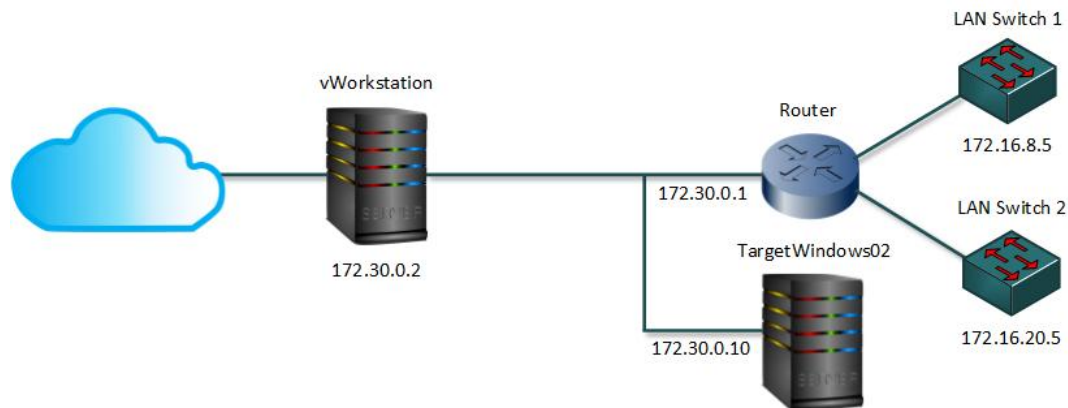 LAN Switch 1
vWorkstation
Router
172.16.8.5
172.30.0.1
LAN Switch 2
TargetWindows02
172.30.0.2
172.30.0.10
172.16.20.5